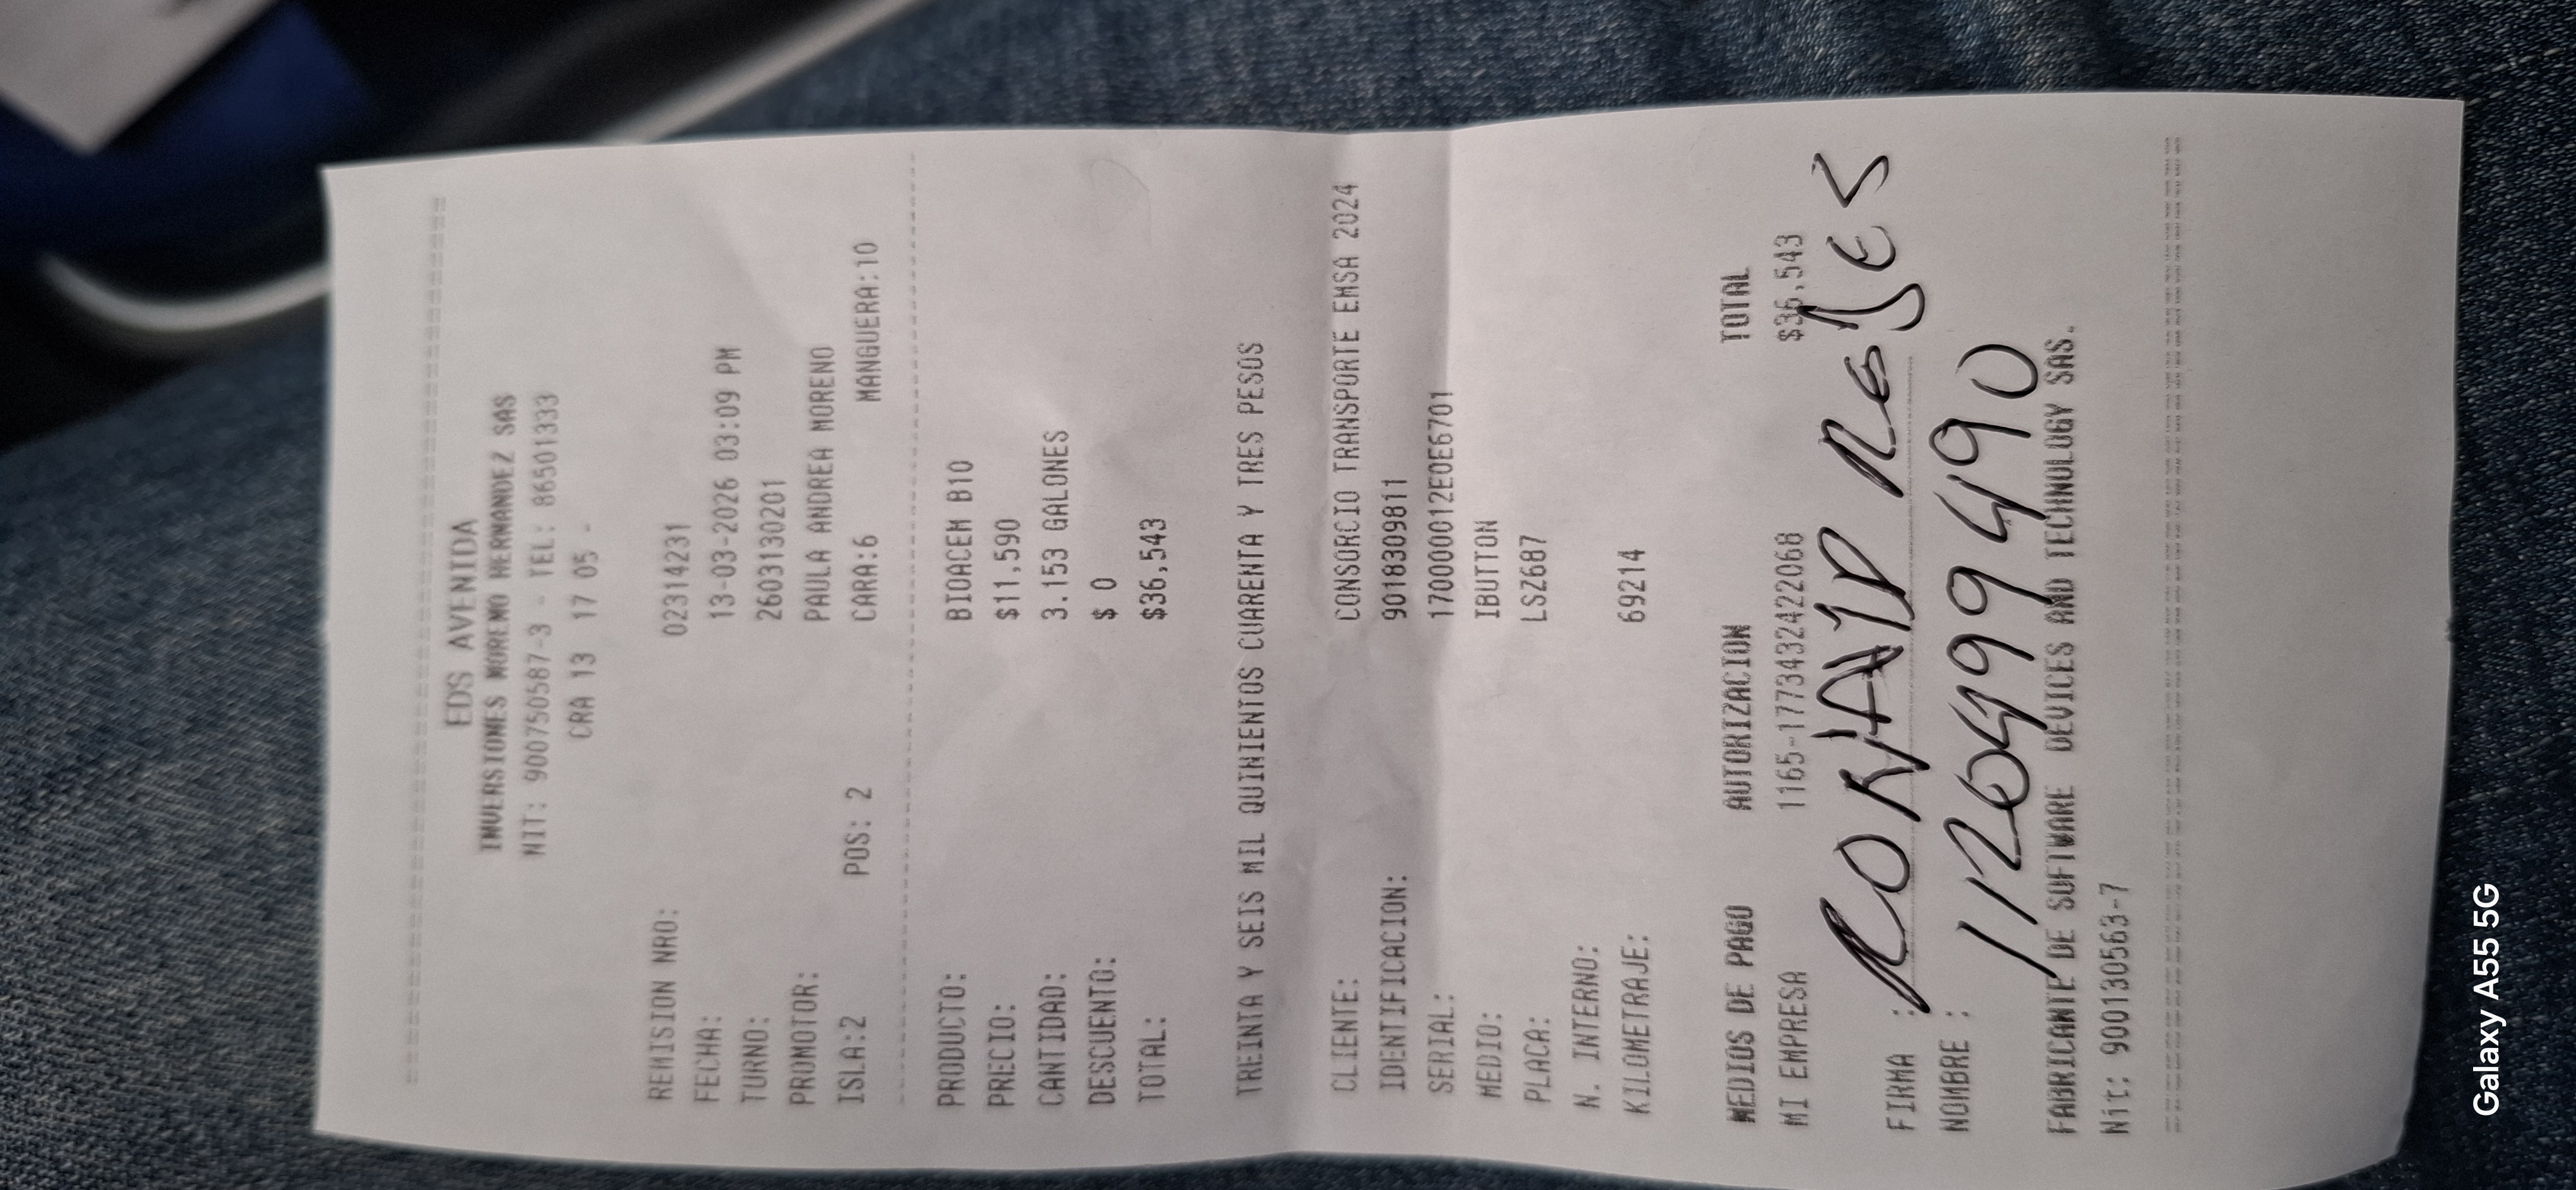 EDS AVENIDA
INVERSIONES MORENO HERNANDEZ SAS
NIT: 900750587-3 - TEL: 86501333
CRA 13 17 05 -
REMISION NRO: 02314231
FECHA: 13-03-2026 03:09 PM
TURNO: 2603130201
PROMOTOR: PAULA ANDREA MORENO
ISLA:2 POS: 2 CARA:6 MANGUERA:10
PRODUCTO: BIOACEM B10
PRECIO: $11,590
CANTIDAD: 3.153 GALONES
DESCUENTO: $ 0
TOTAL: $36,543
TREINTA Y SEIS MIL QUINIENTOS CUARENTA Y TRES PESOS
CLIENTE: CONSORCIO TRANSPORTE EMSA 2024
IDENTIFICACION: 9018309811
SERIAL: 1700000012E0E6701
MEDIO: IBUTTON
PLACA: LSZ687
N. INTERNO:
KILOMETRAJE: 69214
MEDIOS DE PAGO AUTORIZACION TOTAL
MI EMPRESA 1165-1773432422068 $36,543
FIRMA :
NOMBRE :
FABRICANTE DE SOFTWARE DEVICES AND TECHNOLOGY SAS.
Nit: 900130563-7
Galaxy A55 5G